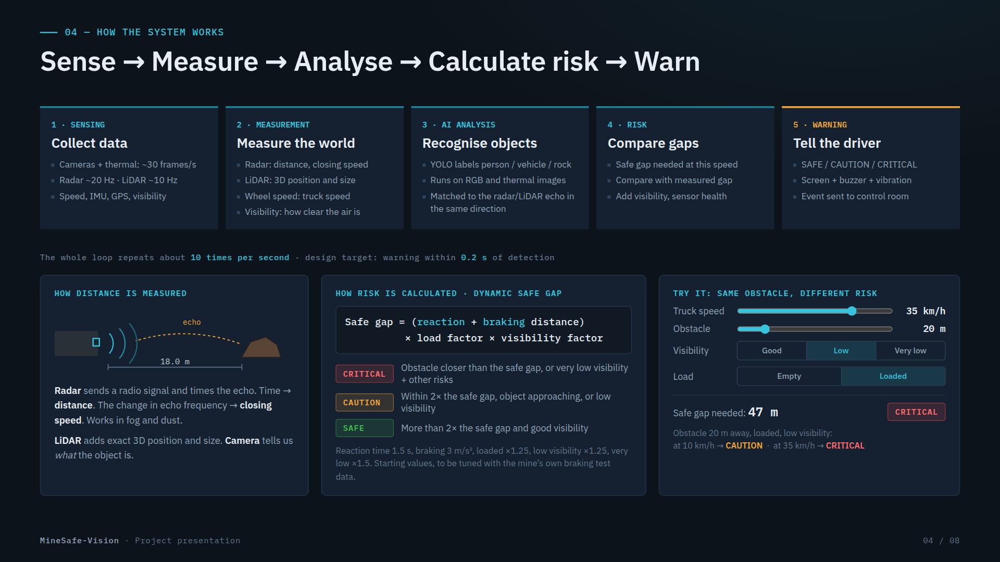 04 — HOW THE SYSTEM WORKS
Sense → Measure → Analyse → Calculate risk → Warn
1 · SENSING
Collect data
Cameras + thermal: ~30 frames/s
Radar ~20 Hz · LiDAR ~10 Hz
Speed, IMU, GPS, visibility
2 · MEASUREMENT
Measure the world
Radar: distance, closing speed
LiDAR: 3D position and size
Wheel speed: truck speed
Visibility: how clear the air is
3 · AI ANALYSIS
Recognise objects
YOLO labels person / vehicle / rock
Runs on RGB and thermal images
Matched to the radar/LiDAR echo in
the same direction
4 · RISK
Compare gaps
Safe gap needed at this speed
Compare with measured gap
Add visibility, sensor health
5 · WARNING
Tell the driver
SAFE / CAUTION / CRITICAL
Screen + buzzer + vibration
Event sent to control room
The whole loop repeats about 10 times per second · design target: warning within 0.2 s of detection
HOW DISTANCE IS MEASURED
echo
18.0 m
Radar sends a radio signal and times the echo. Time →
distance. The change in echo frequency → closing
speed. Works in fog and dust.
LiDAR adds exact 3D position and size. Camera tells us
what the object is.
HOW RISK IS CALCULATED · DYNAMIC SAFE GAP
Safe gap = (reaction + braking distance)
× load factor × visibility factor
CRITICAL
Obstacle closer than the safe gap, or very low visibility
+ other risks
CAUTION
Within 2× the safe gap, object approaching, or low
visibility
SAFE
More than 2× the safe gap and good visibility
Reaction time 1.5 s, braking 3 m/s², loaded ×1.25, low visibility ×1.25, very
low ×1.5. Starting values, to be tuned with the mine’s own braking test
data.
TRY IT: SAME OBSTACLE, DIFFERENT RISK
Truck speed 35 km/h
Obstacle 20 m
Visibility Good Low Very low
Load Empty Loaded
Safe gap needed: 47 m CRITICAL
Obstacle 20 m away, loaded, low visibility:
at 10 km/h → CAUTION · at 35 km/h → CRITICAL
MineSafe-Vision · Project presentation
04 / 08